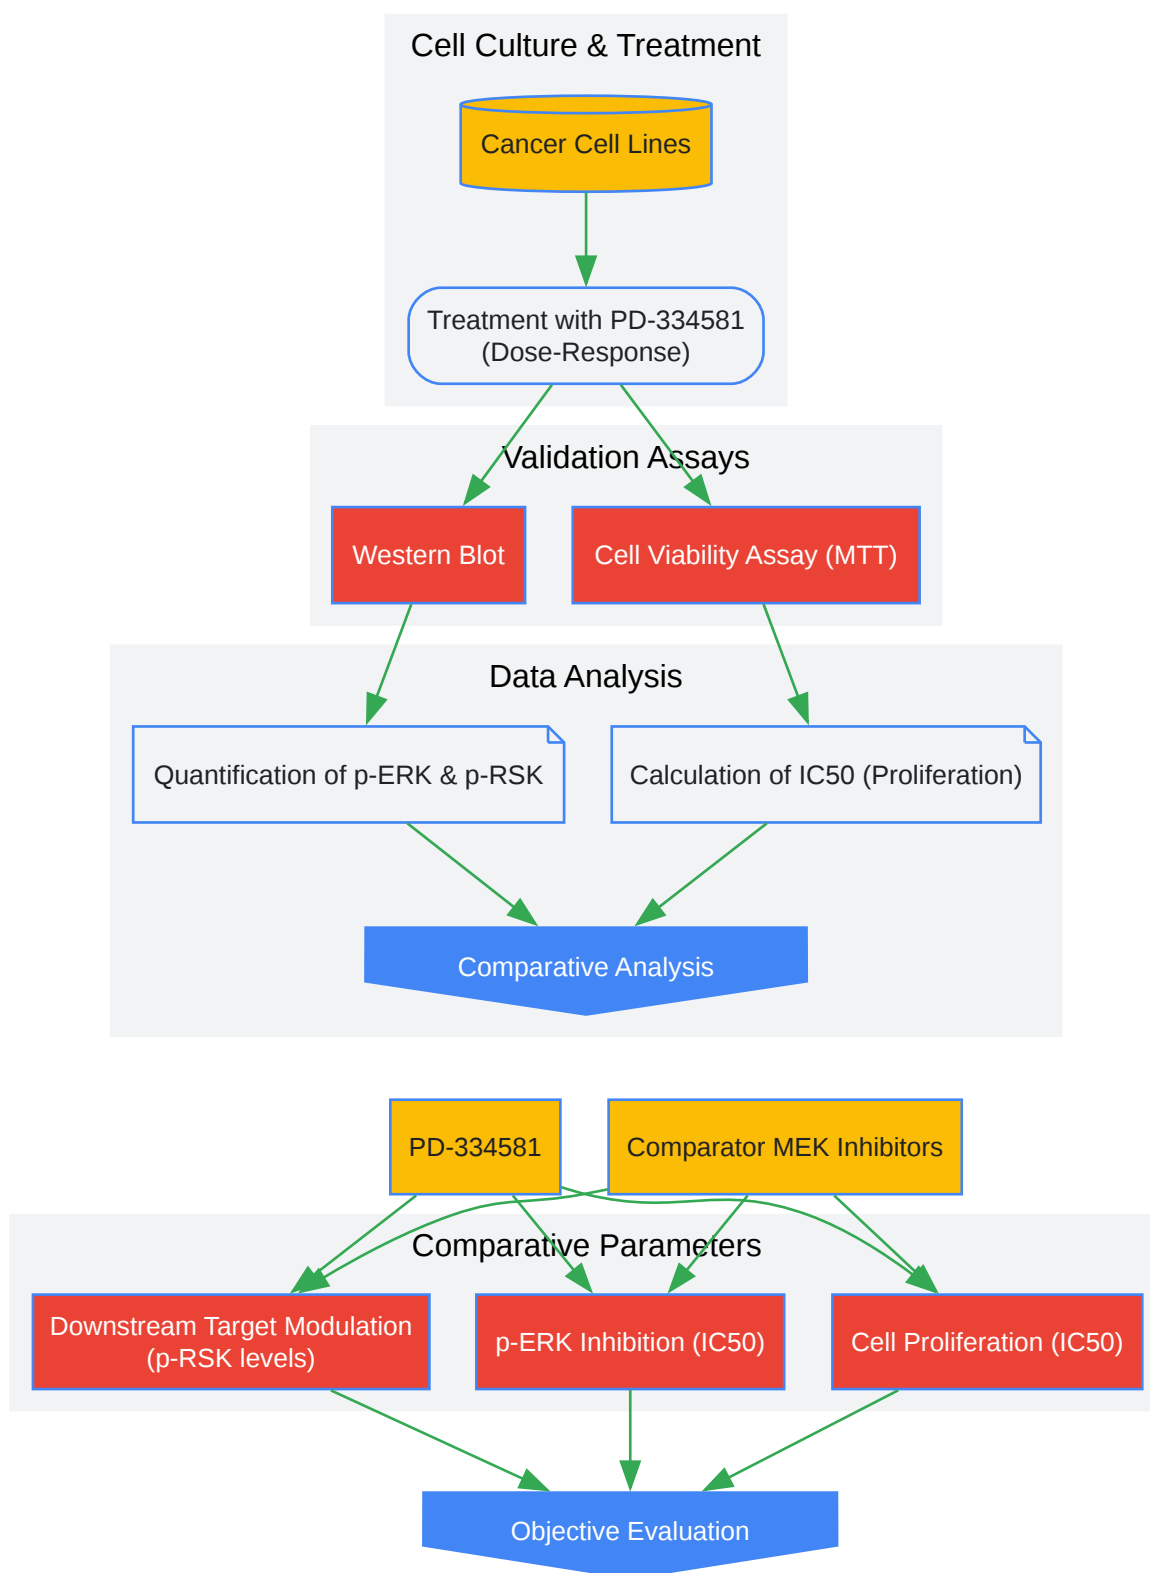 Cell Culture & Treatment
Cancer Cell Lines
Treatment with PD-334581
(Dose-Response)
Validation Assays
Western Blot
Cell Viability Assay (MTT)
Data Analysis
Quantification of p-ERK & p-RSK
Calculation of IC50 (Proliferation)
Comparative Analysis
PD-334581
Comparator MEK Inhibitors
Comparative Parameters
Downstream Target Modulation
(p-RSK levels)
p-ERK Inhibition (IC50)
Cell Proliferation (IC50)
Objective Evaluation